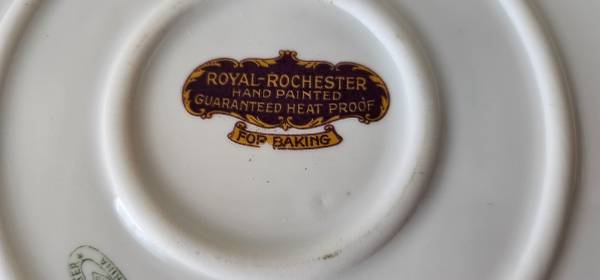 ROYAL-ROCHESTER
HAND PAINTED
GUARANTEED HEAT PROOF
FOR BAKING